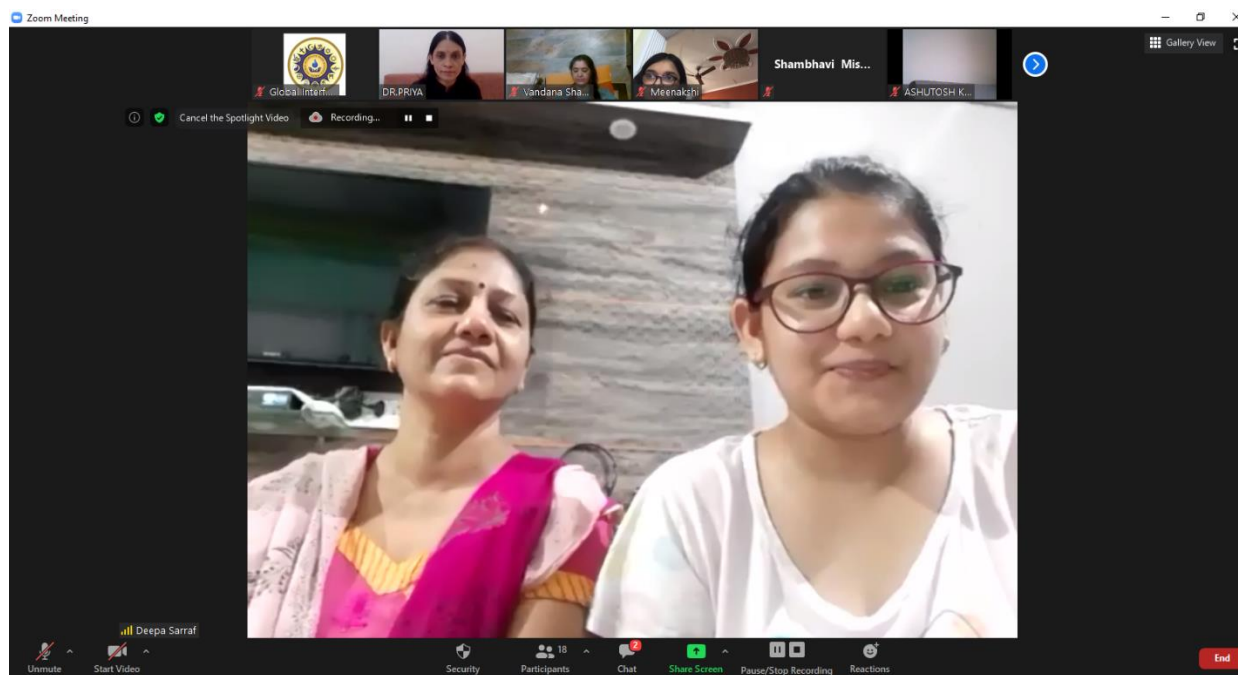 Zoom Meeting
Gallery View
Global Interf...
DR.PRIYA
Vandana Sha...
Meenakshi
Shambhavi Mis...
ASHUTOSH K...
Cancel the Spotlight Video
Recording...
Deepa Sarraf
Unmute
Start Video
Security
Participants
18
Chat
2
Share Screen
Pause/Stop Recording
Reactions
End